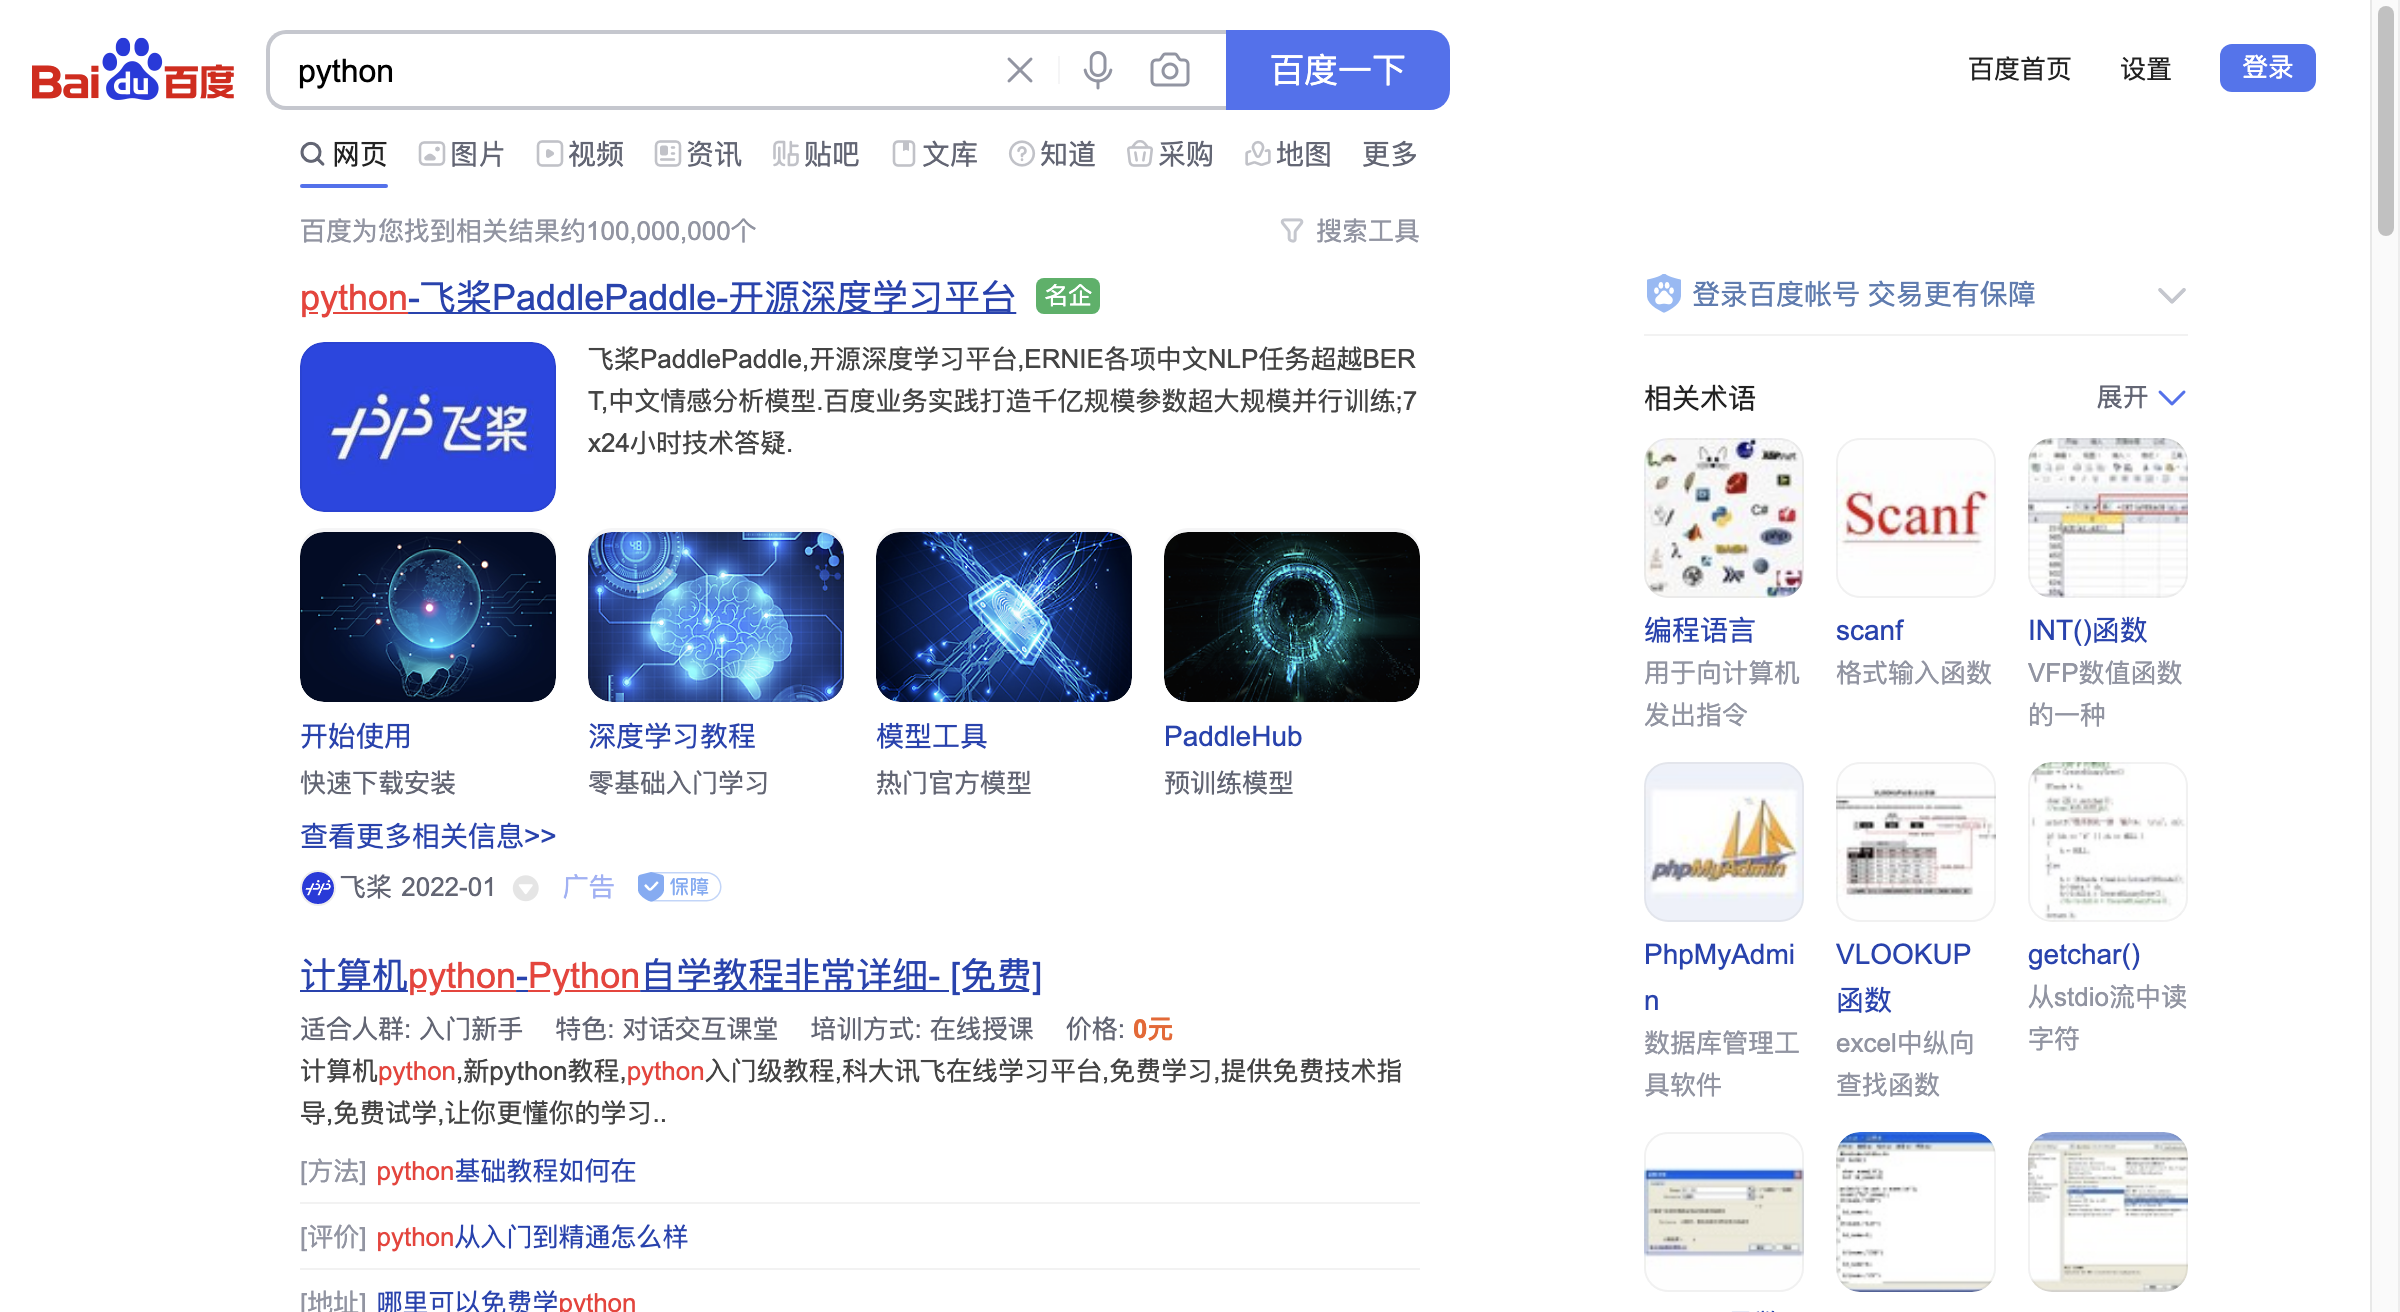 Bai du 百度
python
百度一下
百度首页
设置
登录
网页
图片
视频
资讯
贴吧
文库
知道
采购
地图
更多
百度为您找到相关结果约100,000,000个
搜索工具
python-飞桨PaddlePaddle-开源深度学习平台
名企
飞桨
飞桨PaddlePaddle,开源深度学习平台,ERNIE各项中文NLP任务超越BER
T,中文情感分析模型.百度业务实践打造千亿规模参数超大规模并行训练;7
x24小时技术答疑.
开始使用
快速下载安装
深度学习教程
零基础入门学习
模型工具
热门官方模型
PaddleHub
预训练模型
查看更多相关信息>>
飞桨 2022-01
广告
保障
计算机python-Python自学教程非常详细- [免费]
适合人群: 入门新手 特色: 对话交互课堂 培训方式: 在线授课 价格: 0元
计算机python,新python教程,python入门级教程,科大讯飞在线学习平台,免费学习,提供免费技术指
导,免费试学,让你更懂你的学习..
[方法] python基础教程如何在
[评价] python从入门到精通怎么样
[地址] 哪里可以免费学python
登录百度帐号 交易更有保障
相关术语
展开
编程语言
用于向计算机
发出指令
Scanf
scanf
格式输入函数
INT()函数
VFP数值函数
的一种
phpMyAdmin
PhpMyAdmi
n
数据库管理工
具软件
VLOOKUP
函数
excel中纵向
查找函数
getchar()
从stdio流中读
字符